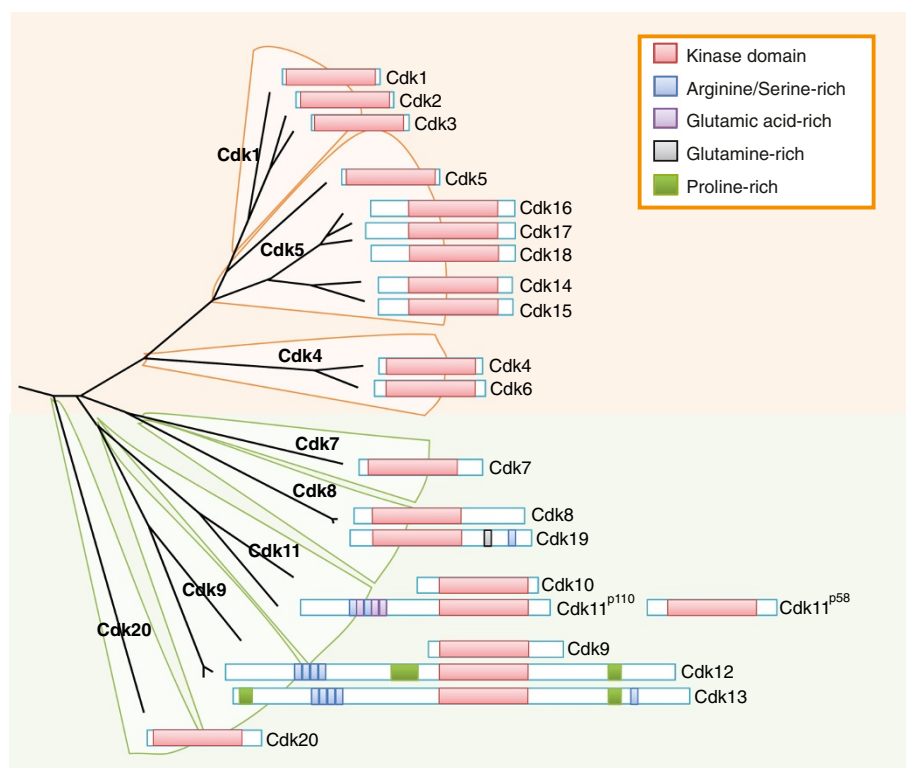 Kinase domain
Arginine/Serine-rich
Glutamic acid-rich
Glutamine-rich
Proline-rich
Cdk1
Cdk2
Cdk3
Cdk1
Cdk5
Cdk16
Cdk17
Cdk18
Cdk5
Cdk14
Cdk15
Cdk4
Cdk4
Cdk6
Cdk7
Cdk7
Cdk8
Cdk8
Cdk19
Cdk11
Cdk10
Cdk11p110
Cdk11p58
Cdk9
Cdk9
Cdk12
Cdk13
Cdk20
Cdk20